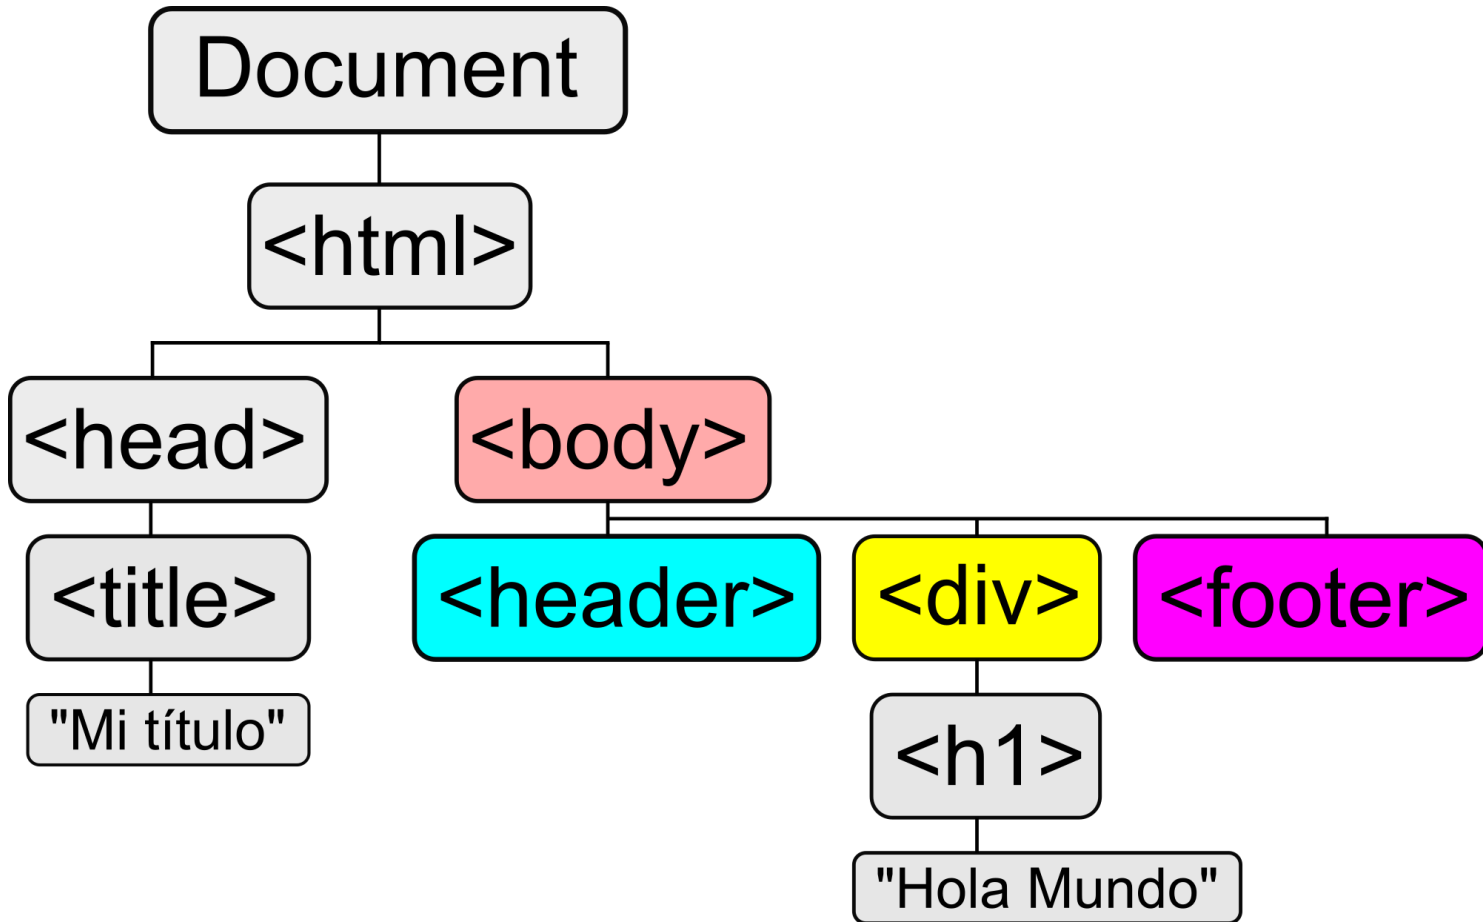 Document
<html>
<head>
<body>
<title>
<header>
<div>
<footer>
"Mi título"
<h1>
"Hola Mundo"